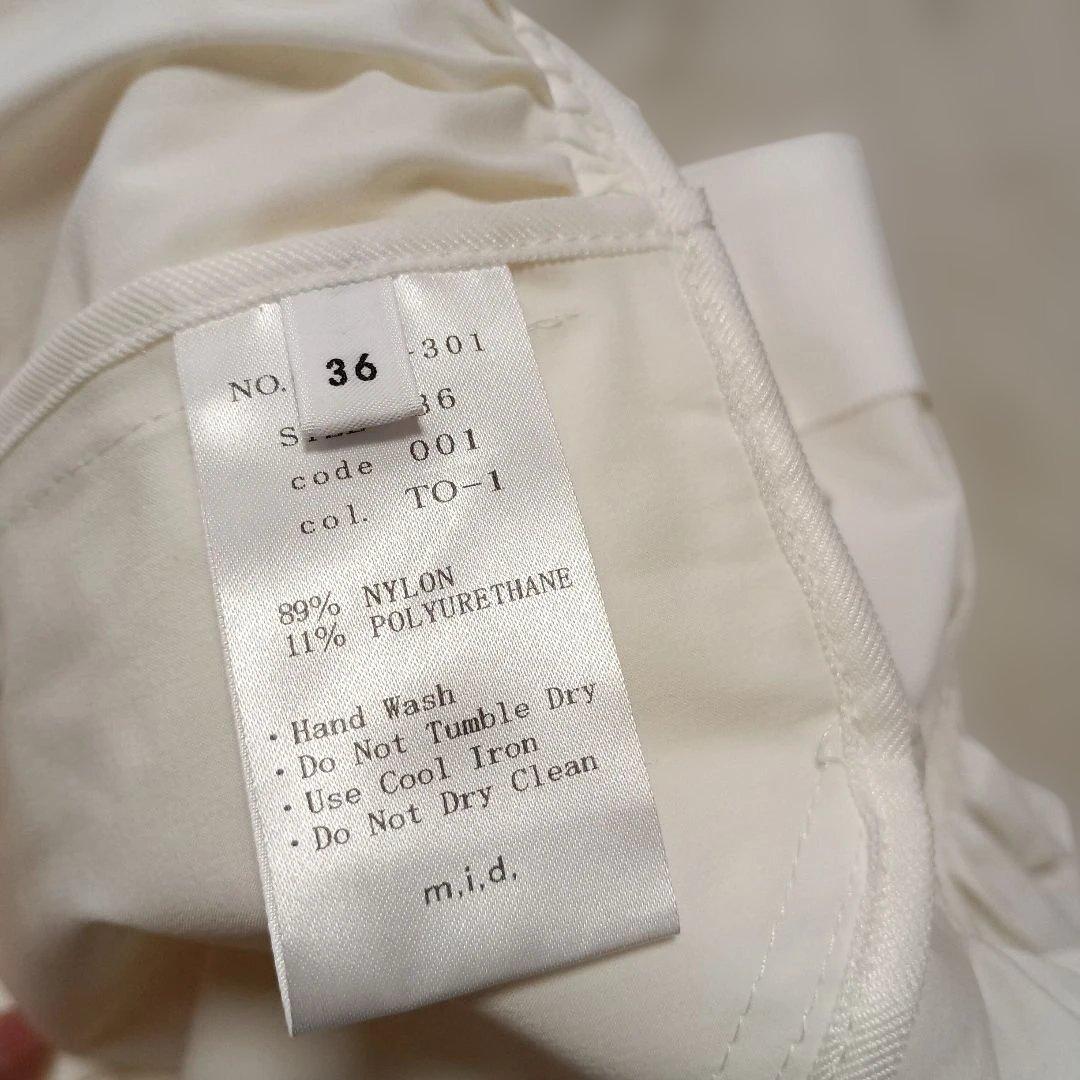 36
NO. -301
36
code 001
col. TO-1
89% NYLON
11% POLYURETHANE
・Hand Wash
・Do Not Tumble Dry
・Use Cool Iron
・Do Not Dry Clean
m.i.d.